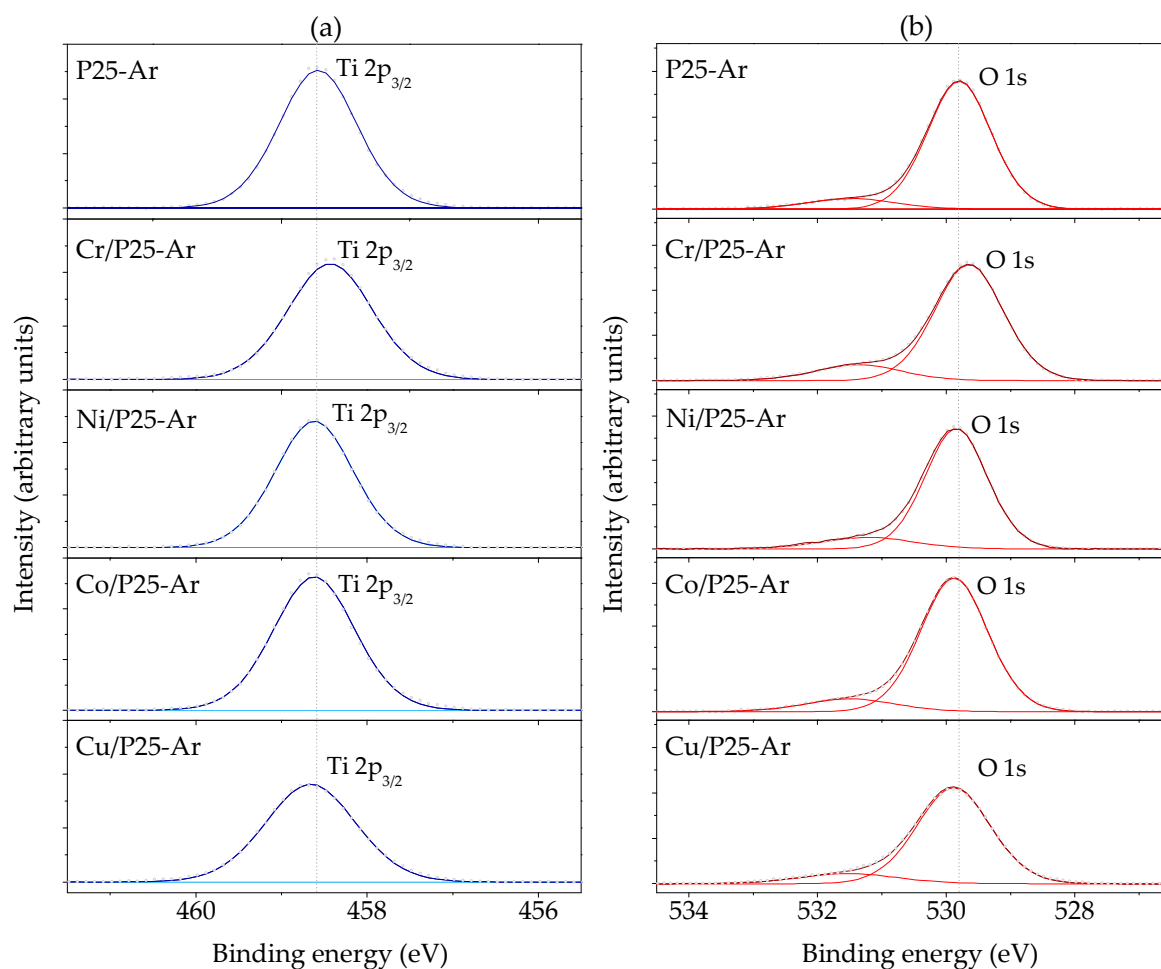 (a)
P25-Ar
Ti 2p3/2
Cr/P25-Ar
Ti 2p3/2
Ni/P25-Ar
Ti 2p3/2
Co/P25-Ar
Ti 2p3/2
Cu/P25-Ar
Ti 2p3/2
460
458
456
Binding energy (eV)
Intensity (arbitrary units)
(b)
P25-Ar
O 1s
Cr/P25-Ar
O 1s
Ni/P25-Ar
O 1s
Co/P25-Ar
O 1s
Cu/P25-Ar
O 1s
534
532
530
528
Binding energy (eV)
Intensity (arbitrary units)